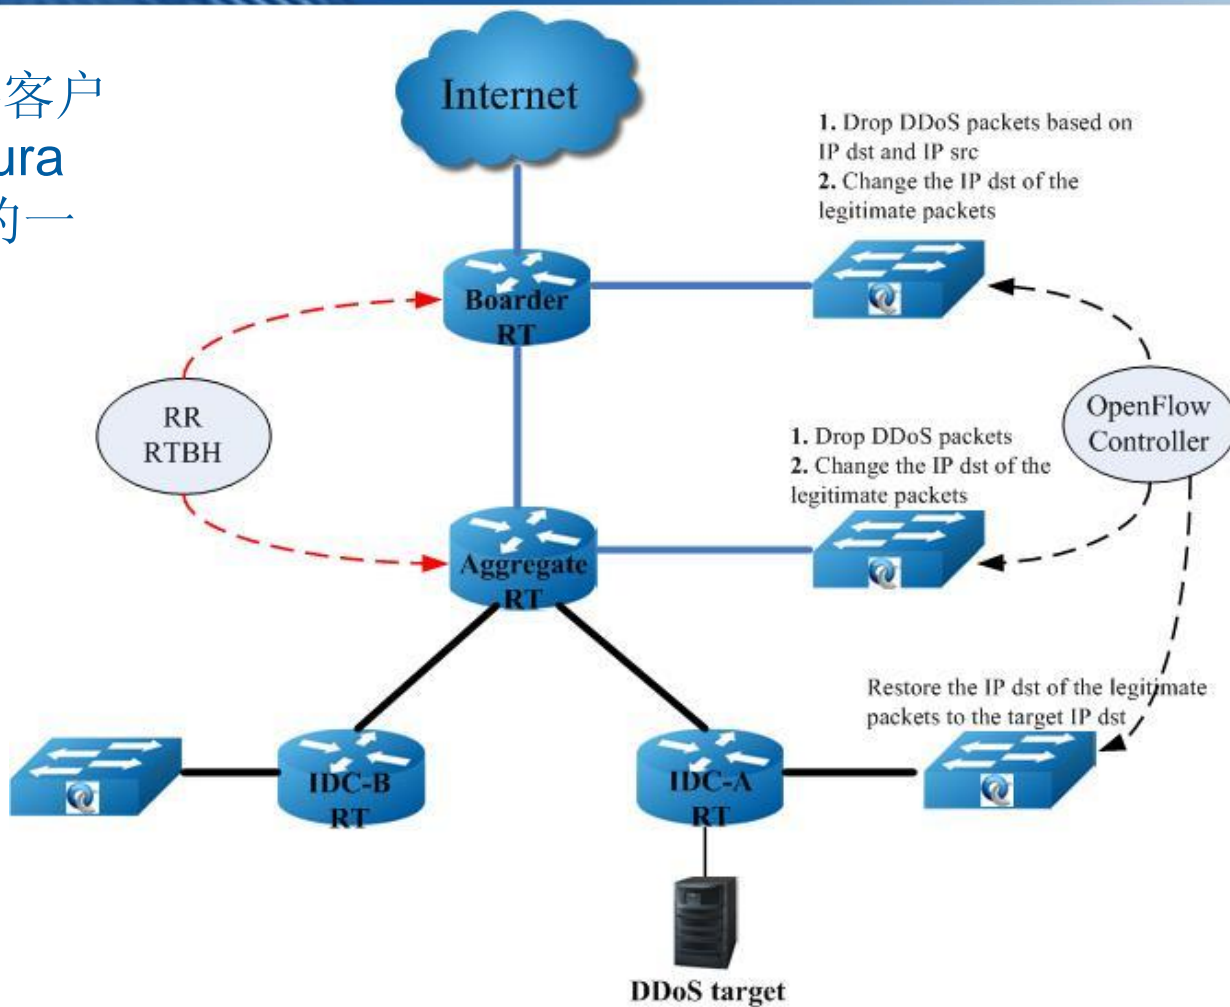 客户
ura
的一
Internet
1. Drop DDoS packets based on
IP dst and IP src
2. Change the IP dst of the
legitimate packets
Boarder
RT
RR
RTBH
OpenFlow
Controller
1. Drop DDoS packets
2. Change the IP dst of the
legitimate packets
Aggregate
RT
Restore the IP dst of the legitimate
packets to the target IP dst
IDC-B
RT
IDC-A
RT
DDoS target